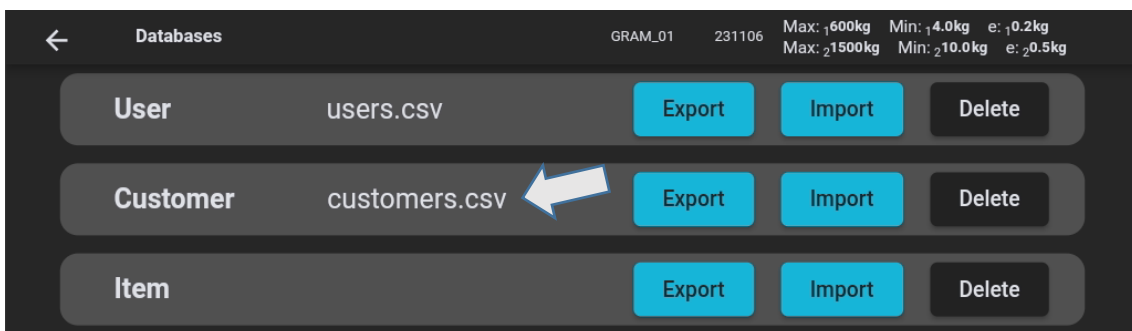 Databases GRAM_01 231106 Max: ₁600kg Min: ₁4.0kg e: ₁0.2kg
Max: ₂1500kg Min: ₂10.0kg e: ₂0.5kg
User users.csv Export Import Delete
Customer customers.csv Export Import Delete
Item Export Import Delete